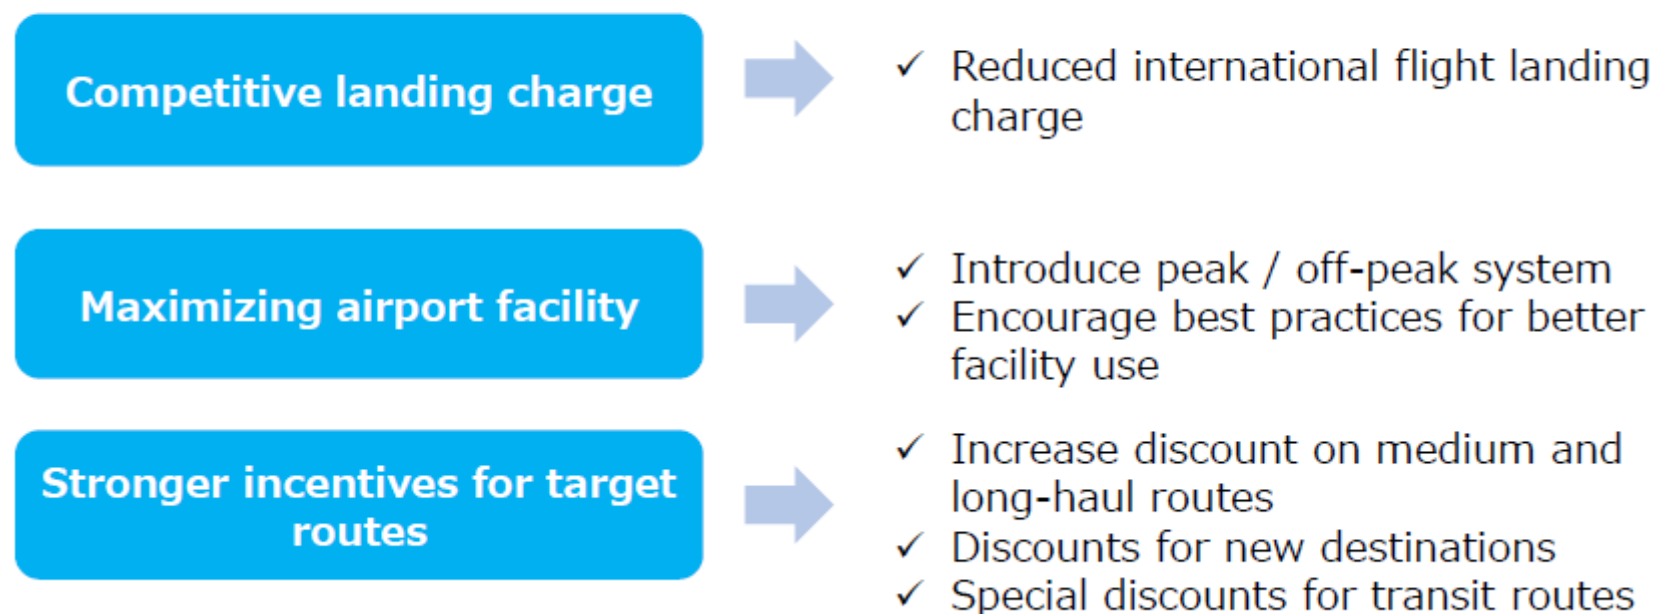 Competitive landing charge
✓ Reduced international flight landing
charge
Maximizing airport facility
✓ Introduce peak / off-peak system
✓ Encourage best practices for better
facility use
Stronger incentives for target
routes
✓ Increase discount on medium and
long-haul routes
✓ Discounts for new destinations
✓ Special discounts for transit routes